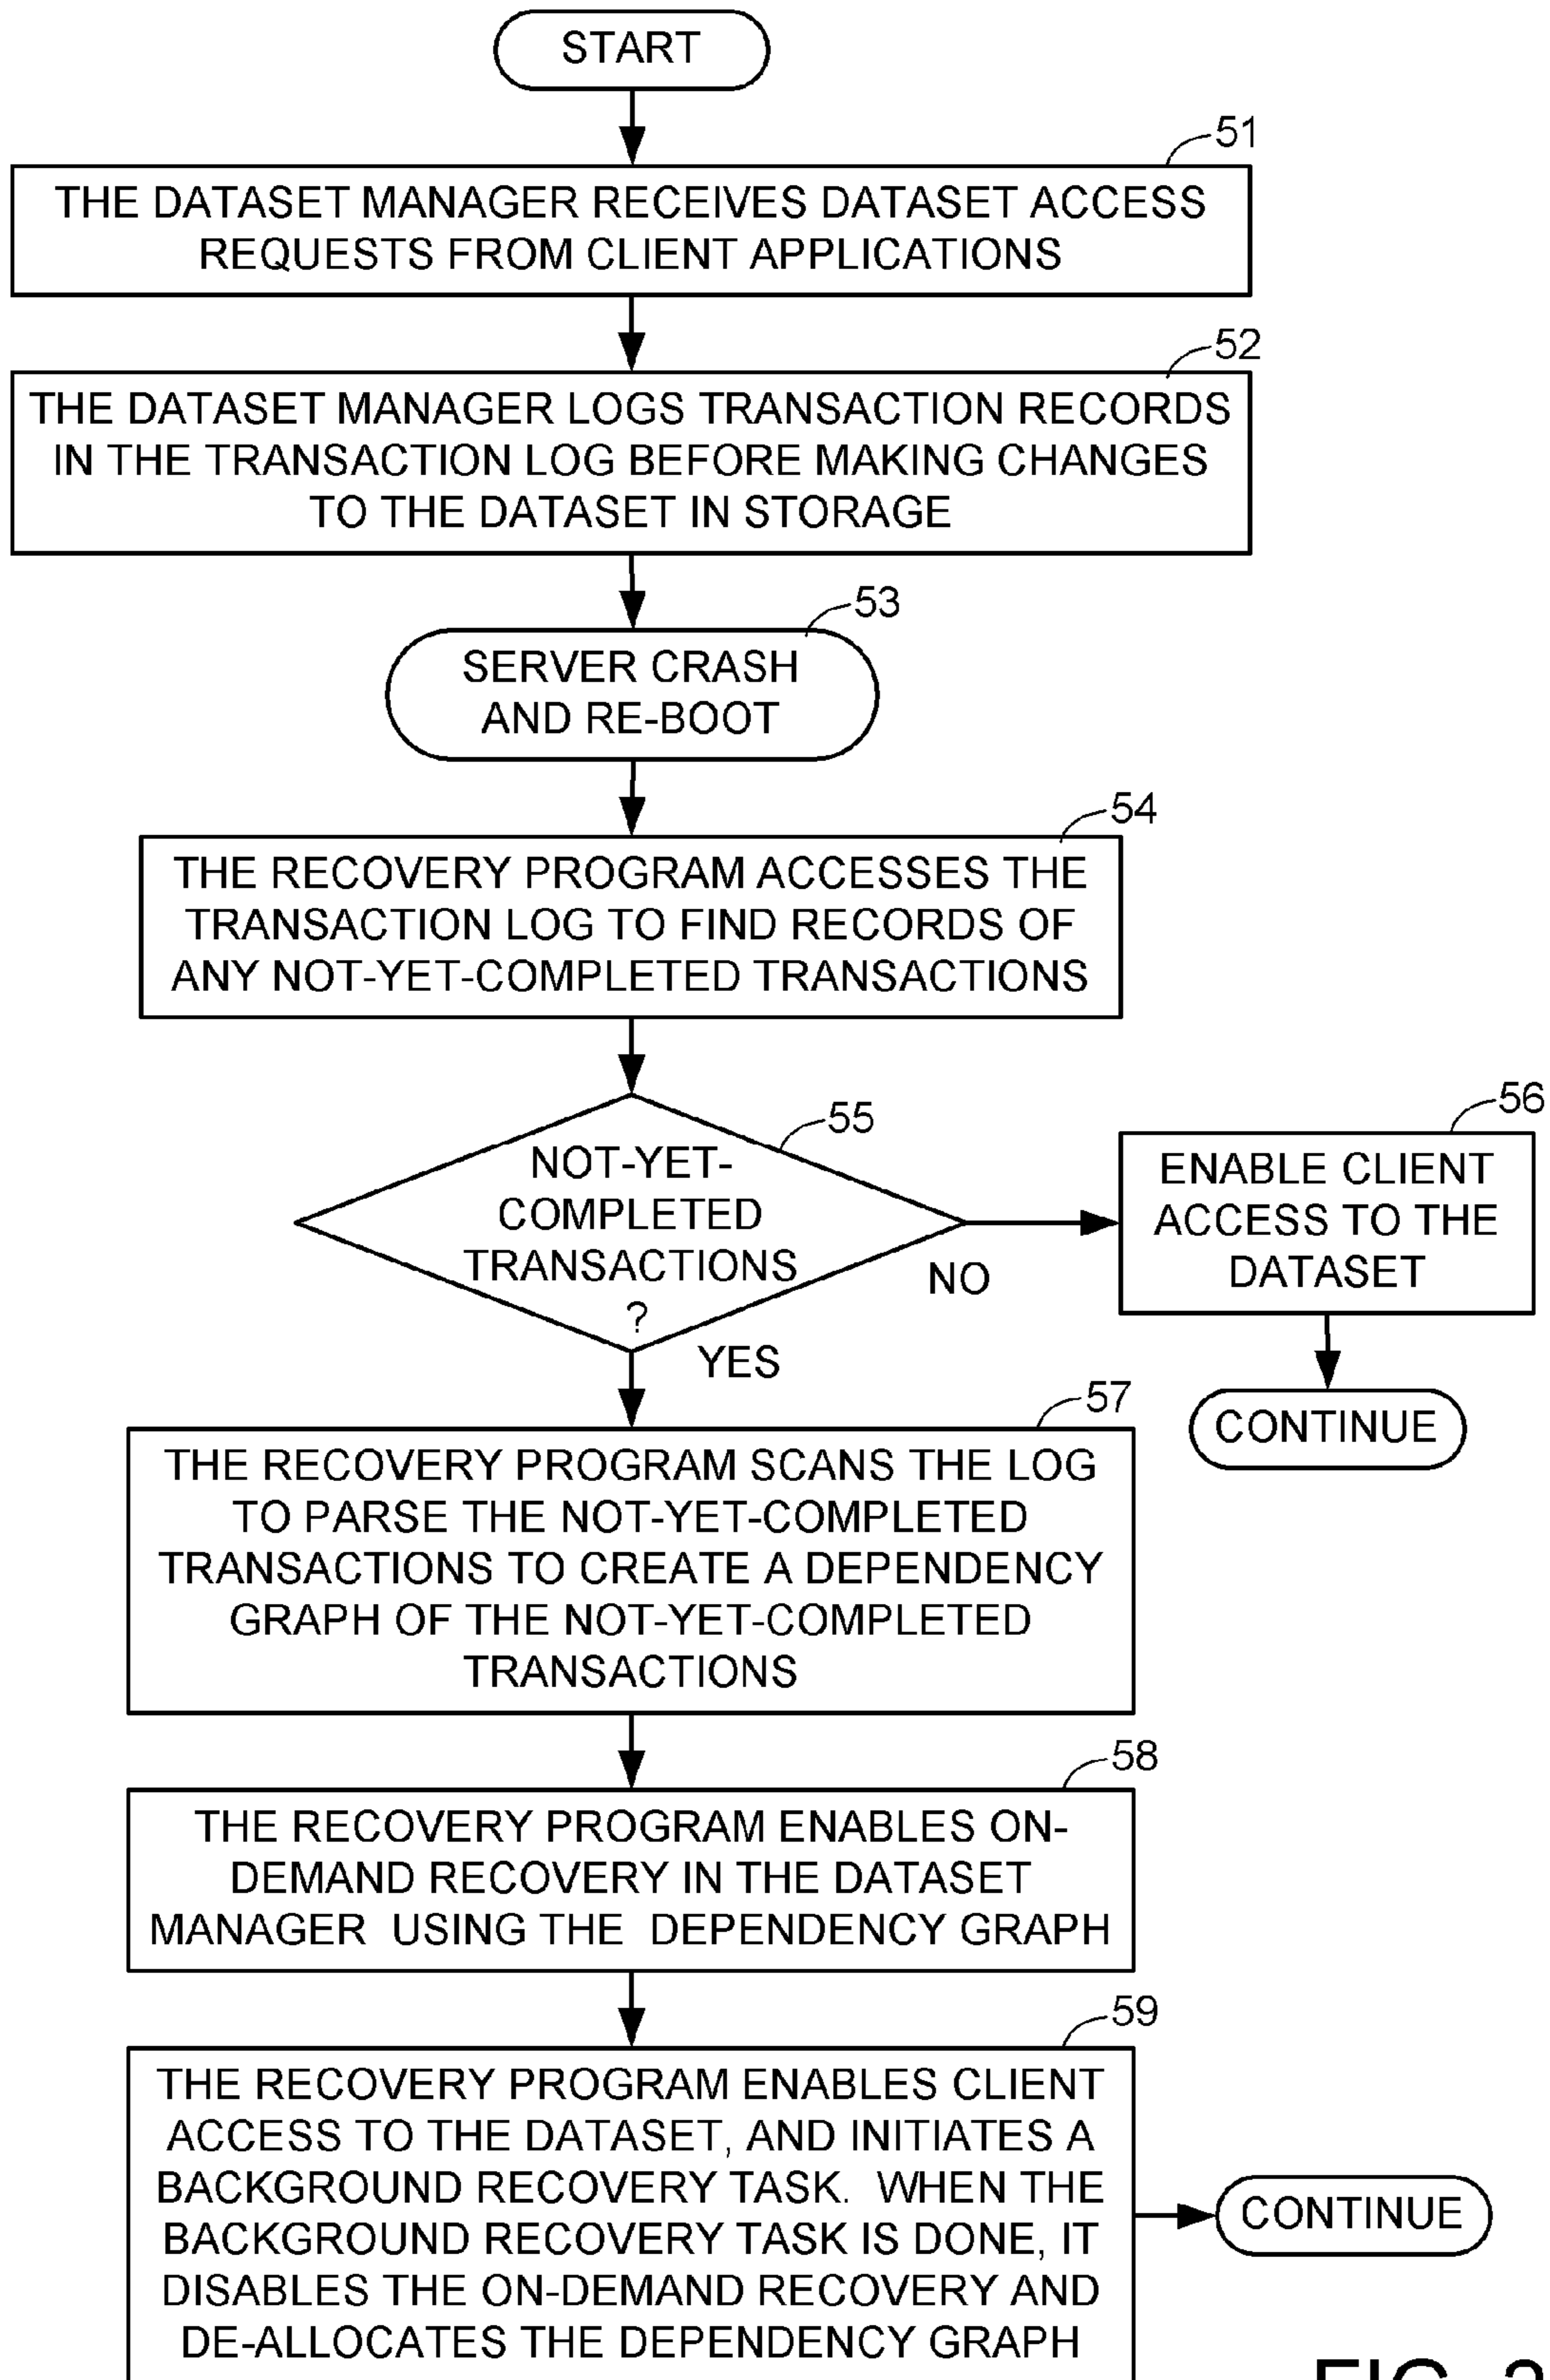 START
51
THE DATASET MANAGER RECEIVES DATASET ACCESS
REQUESTS FROM CLIENT APPLICATIONS
52
THE DATASET MANAGER LOGS TRANSACTION RECORDS
IN THE TRANSACTION LOG BEFORE MAKING CHANGES
TO THE DATASET IN STORAGE
53
SERVER CRASH
AND RE-BOOT
54
THE RECOVERY PROGRAM ACCESSES THE
TRANSACTION LOG TO FIND RECORDS OF
ANY NOT-YET-COMPLETED TRANSACTIONS
55
NOT-YET-
COMPLETED
TRANSACTIONS
?
NO
YES
56
ENABLE CLIENT
ACCESS TO THE
DATASET
CONTINUE
57
THE RECOVERY PROGRAM SCANS THE LOG
TO PARSE THE NOT-YET-COMPLETED
TRANSACTIONS TO CREATE A DEPENDENCY
GRAPH OF THE NOT-YET-COMPLETED
TRANSACTIONS
58
THE RECOVERY PROGRAM ENABLES ON-
DEMAND RECOVERY IN THE DATASET
MANAGER USING THE DEPENDENCY GRAPH
59
THE RECOVERY PROGRAM ENABLES CLIENT
ACCESS TO THE DATASET, AND INITIATES A
BACKGROUND RECOVERY TASK. WHEN THE
BACKGROUND RECOVERY TASK IS DONE, IT
DISABLES THE ON-DEMAND RECOVERY AND
DE-ALLOCATES THE DEPENDENCY GRAPH
CONTINUE